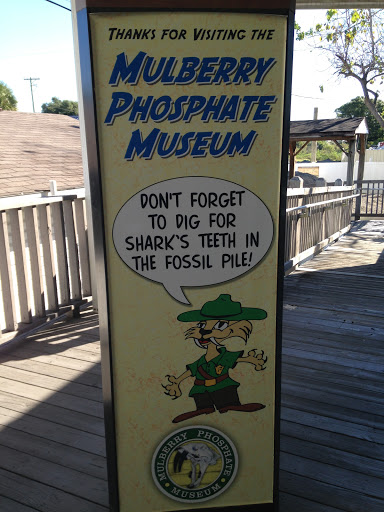 THANKS FOR VISITING THE
MULBERRY
PHOSPHATE
MUSEUM
DON'T FORGET
TO DIG FOR
SHARK'S TEETH IN
THE FOSSIL PILE!
MULBERRY PHOSPHATE
MUSEUM